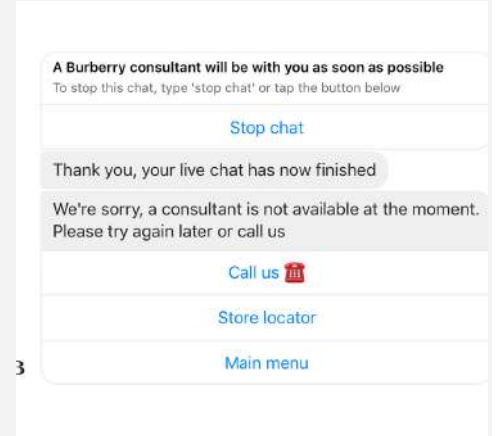 A Burberry consultant will be with you as soon as possible
To stop this chat, type 'stop chat' or tap the button below
Stop chat
Thank you, your live chat has now finished
We're sorry, a consultant is not available at the moment.
Please try again later or call us
Call us ☎️
Store locator
Main menu